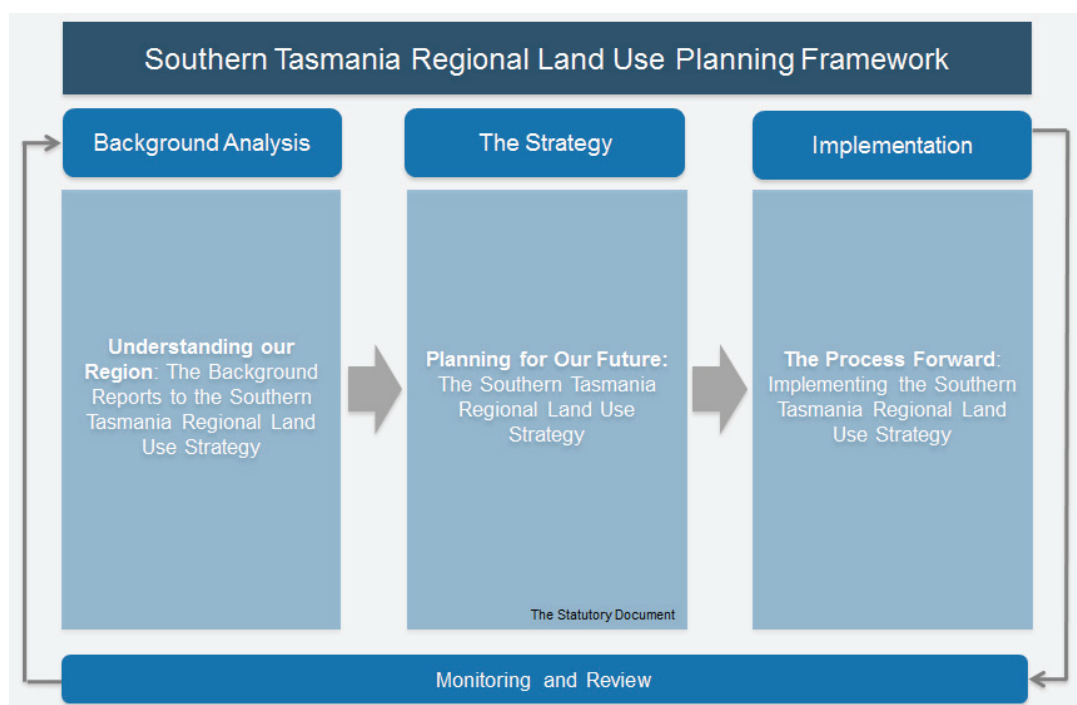 Southern Tasmania Regional Land Use Planning Framework
Background Analysis
The Strategy
Implementation
Understanding our
Region: The Background
Reports to the Southern
Tasmania Regional Land
Use Strategy
Planning for Our Future:
The Southern Tasmania
Regional Land Use
Strategy
The Statutory Document
The Process Forward:
Implementing the Southern
Tasmania Regional Land
Use Strategy
Monitoring and Review